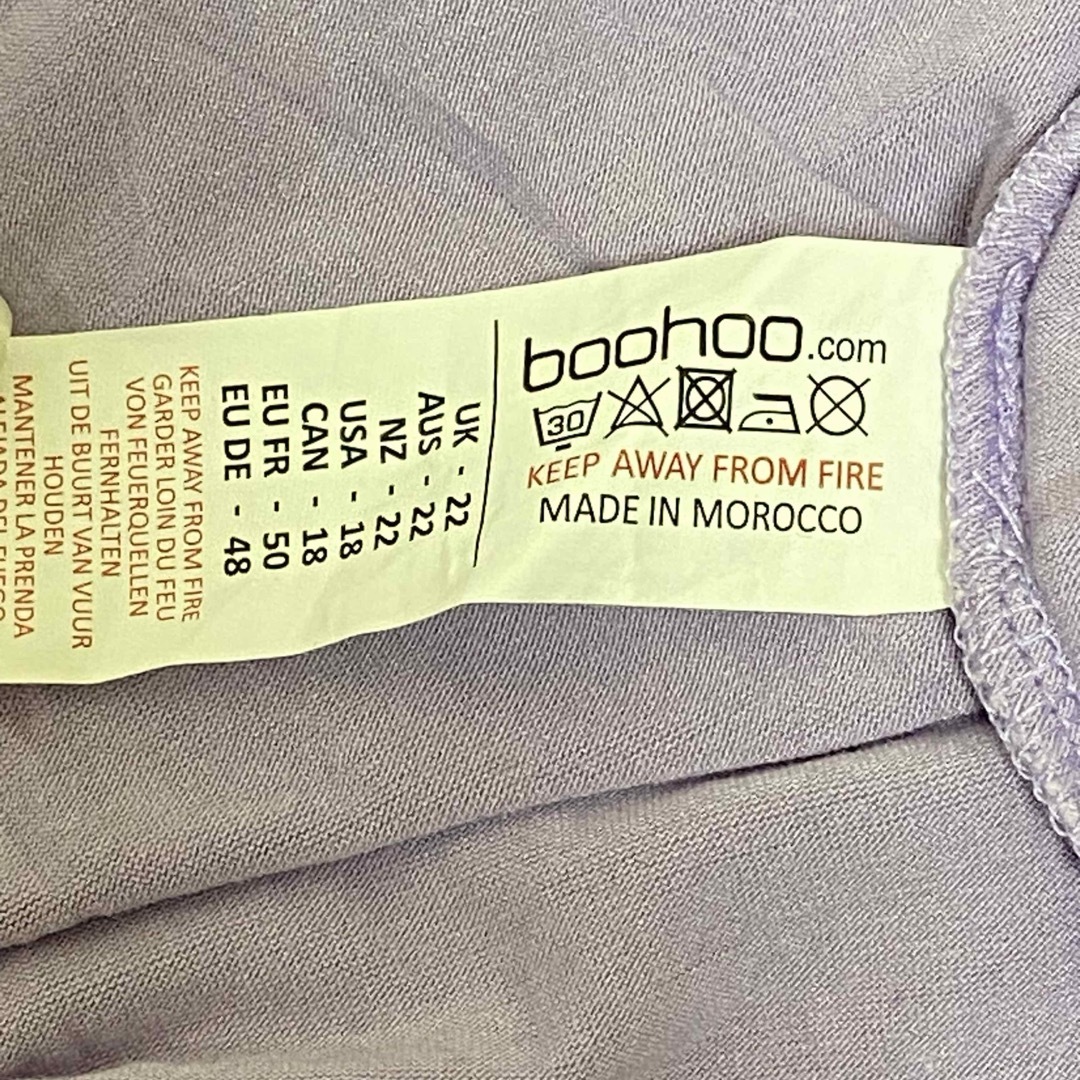 boohoo.com
30
KEEP AWAY FROM FIRE
MADE IN MOROCCO
UK - 22
AUS - 22
NZ - 22
USA - 18
CAN - 18
EU FR - 50
EU DE - 48
KEEP AWAY FROM FIRE
GARDER LOIN DU FEU
VON FEUERQUELLEN
FERNHALTEN
UIT DE BUURT VAN VUUR
HOUDEN
MANTENER LA PRENDA